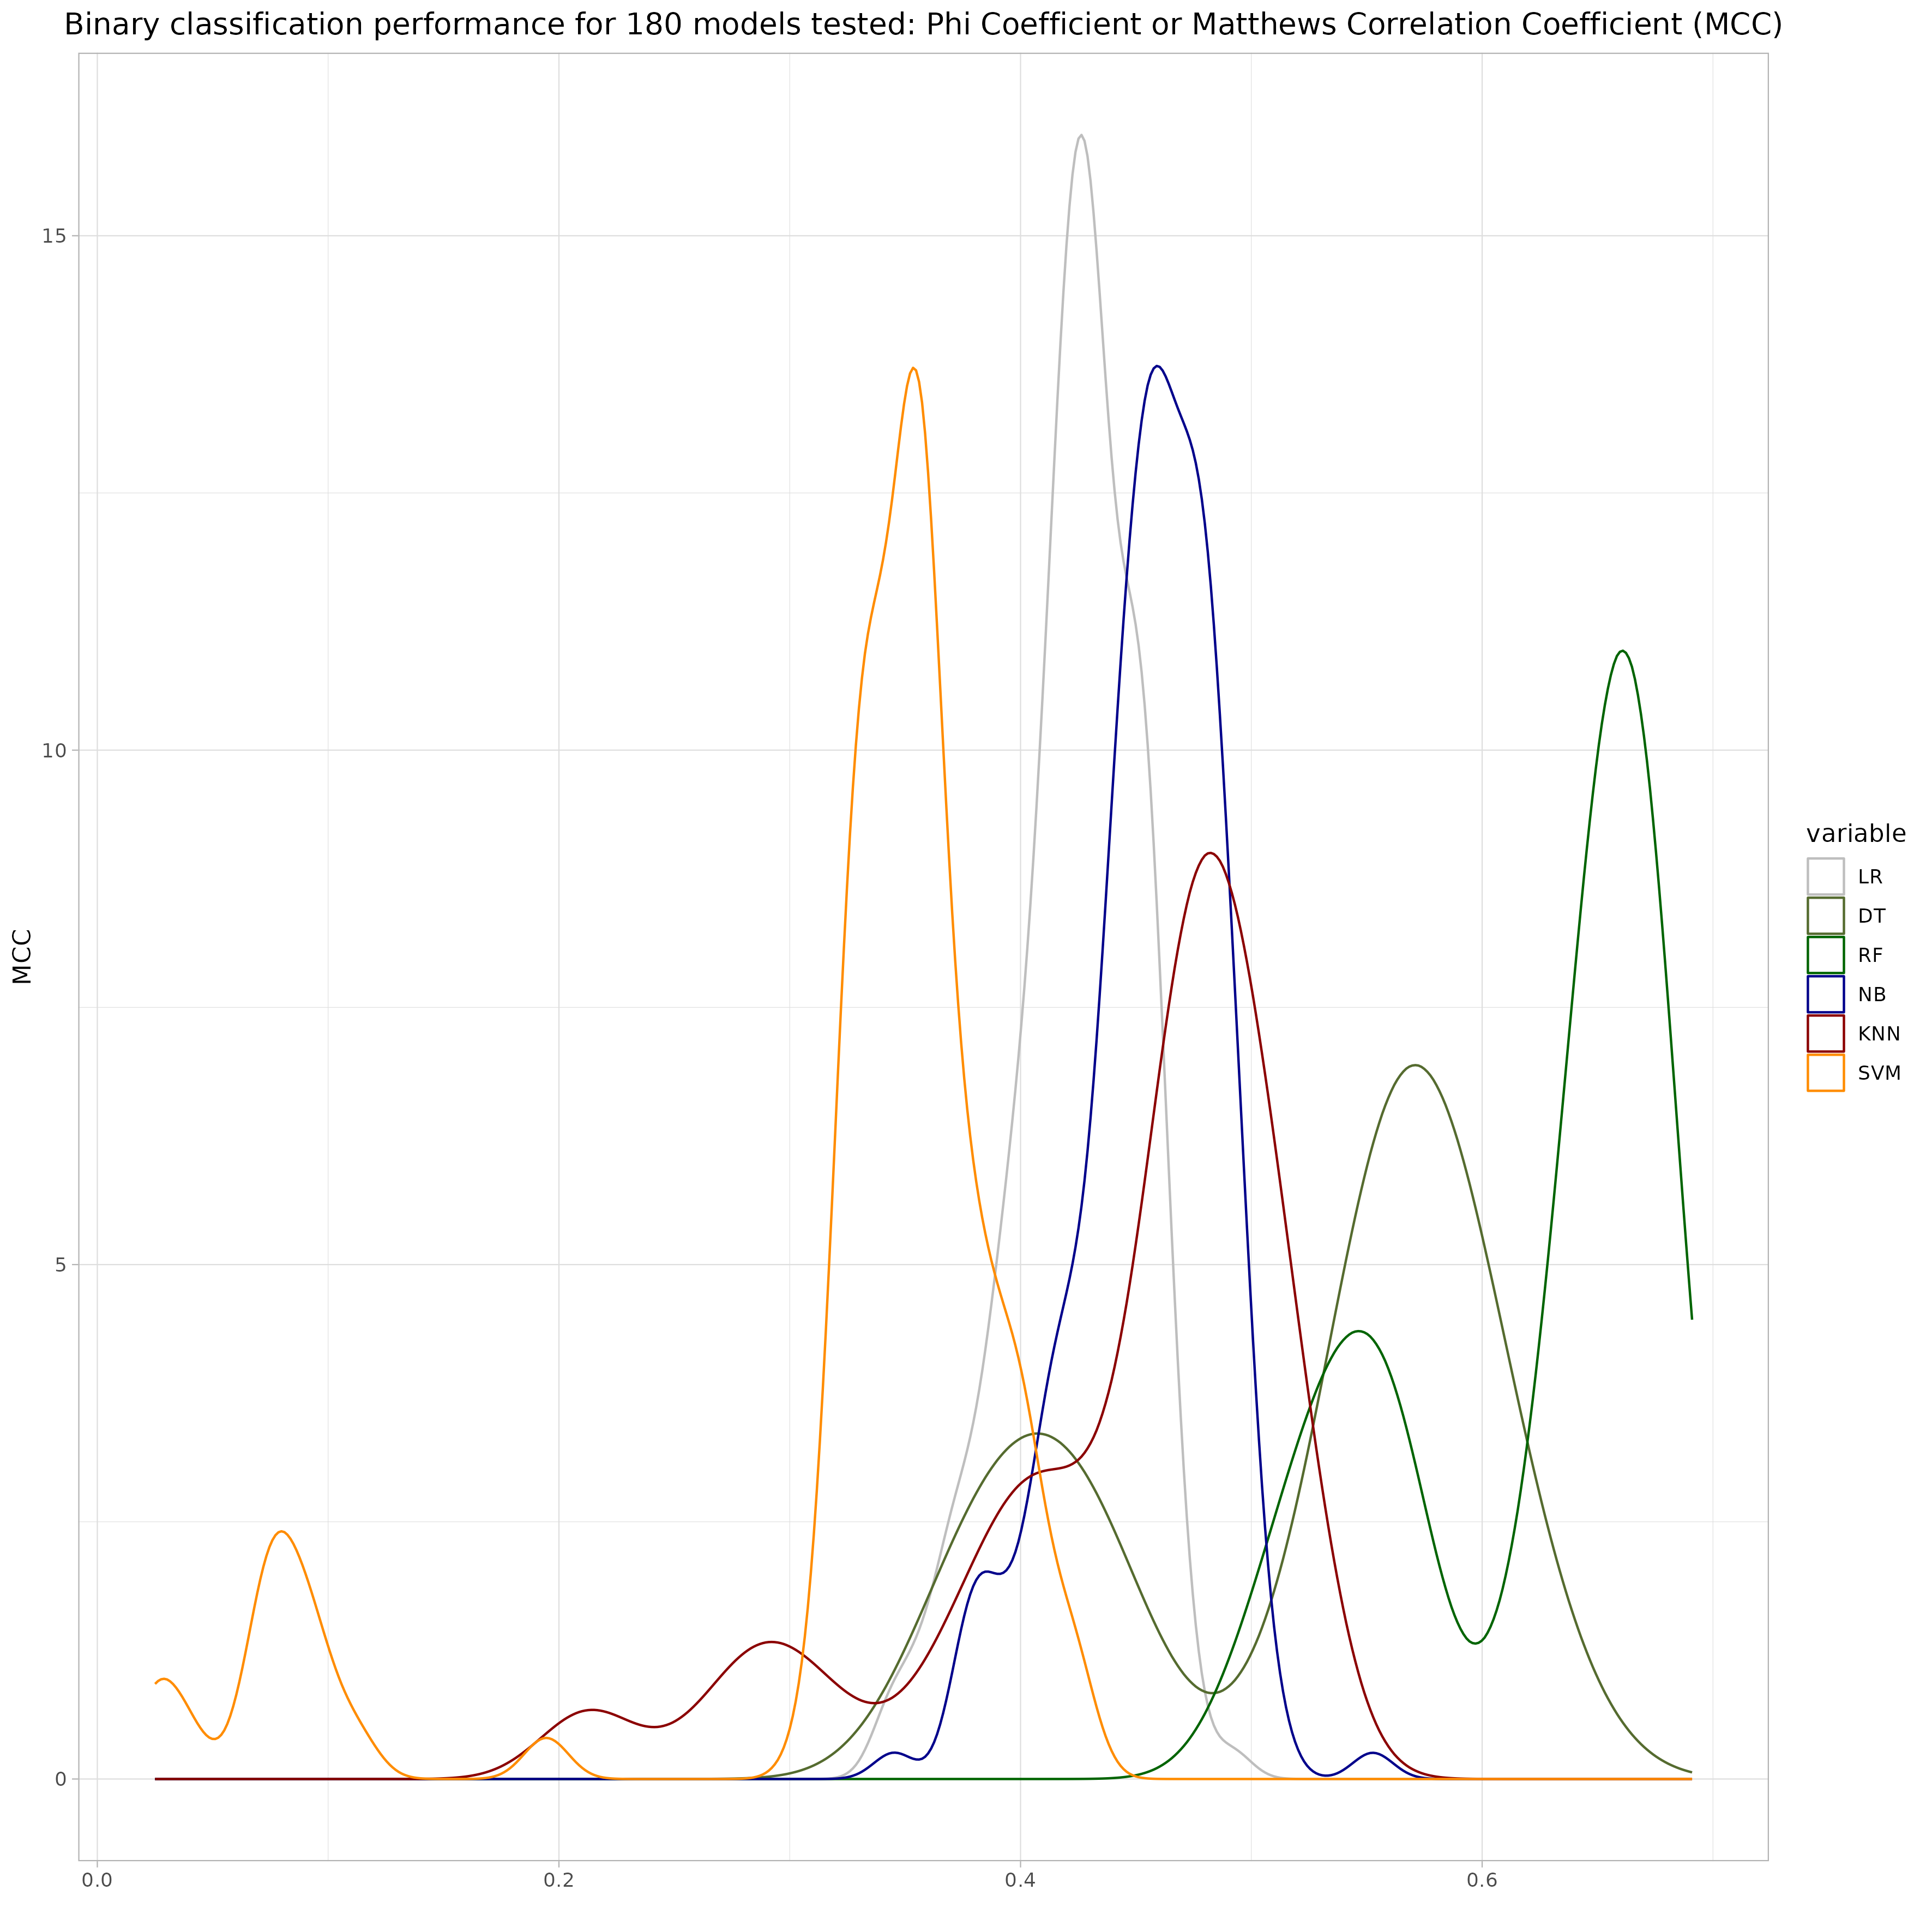 Binary classification performance for 180 models tested: Phi Coefficient or Matthews Correlation Coefficient (MCC)
15
10
5
0
MCC
0.0
0.2
0.4
0.6
variable
LR
DT
RF
NB
KNN
SVM